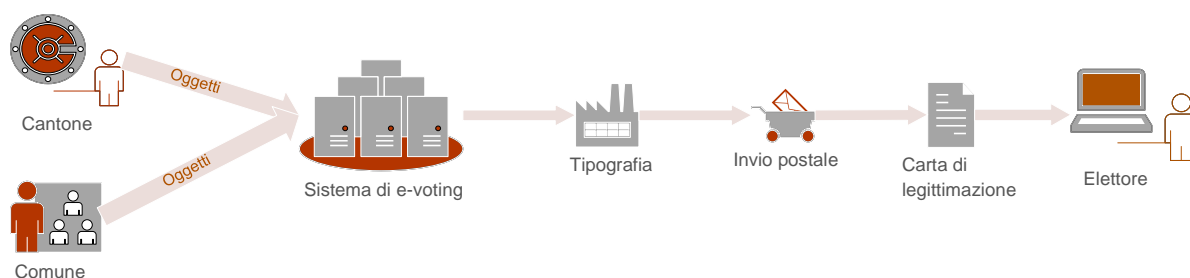 Oggetti
Cantone
Oggetti
Comune
Sistema di e-voting
Tipografia
Invio postale
Carta di
legittimazione
Elettore